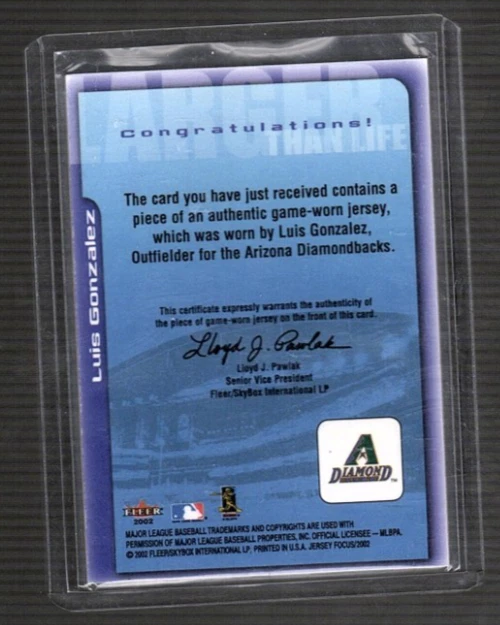 LARGER
THAN LIFE
Congratulations!
The card you have just received contains a
piece of an authentic game-worn jersey,
which was worn by Luis Gonzalez,
Outfielder for the Arizona Diamondbacks.
Luis Gonzalez
This certificate expressly warrants the authenticity of
the piece of game-worn jersey on the front of this card.
Lloyd J. Pawlak
Lloyd J. Pawlak
Senior Vice President
Fleer/SkyBox International LP
A
DIAMOND
TM
FLEER
2002
MAJOR LEAGUE BASEBALL TRADEMARKS AND COPYRIGHTS ARE USED WITH
PERMISSION OF MAJOR LEAGUE BASEBALL PROPERTIES, INC. OFFICIAL LICENSEE — MLBPA.
© 2002 FLEER/SKYBOX INTERNATIONAL LP. PRINTED IN U.S.A. JERSEY FOCUS/2002